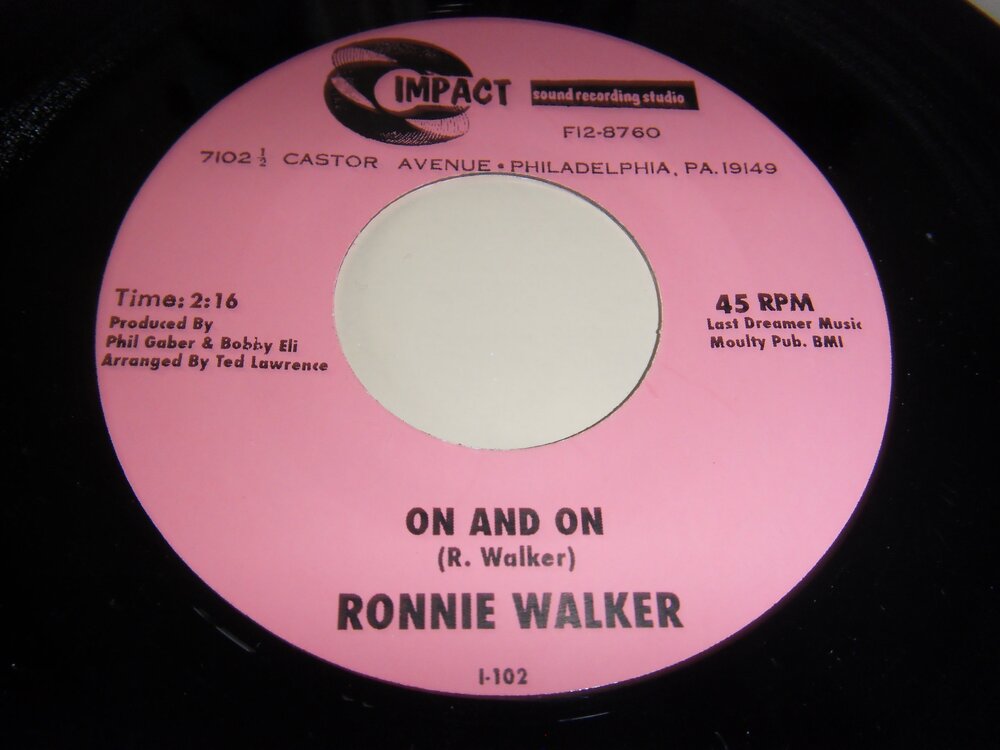 IMPACT sound recording studio
FI2-8760
7102 ½ CASTOR AVENUE • PHILADELPHIA, PA. 19149
Time: 2:16
Produced By
Phil Gaber & Bobby Eli
Arranged By Ted Lawrence
45 RPM
Last Dreamer Music
Moulty Pub. BMI
ON AND ON
(R. Walker)
RONNIE WALKER
I-102